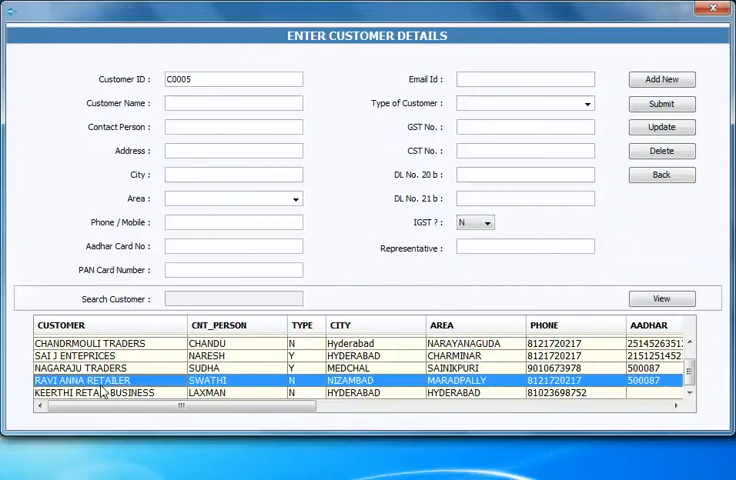 ENTER CUSTOMER DETAILS
Customer ID : C0005 Email Id : Add New
Customer Name : Type of Customer : Submit
Contact Person : GST No. : Update
Address : CST No. : Delete
City : DL No. 20 b : Back
Area : DL No. 21 b :
Phone / Mobile : IGST ? : N
Aadhar Card No : Representative :
PAN Card Number :
Search Customer : View
CUSTOMER CNT_PERSON TYPE CITY AREA PHONE AADHAR
CHANDRMOULI TRADERS CHANDU N Hyderabad NARAYANAGUDA 8121720217 2514526351
SAI J ENTEPRICES NARESH Y HYDERABAD CHARMINAR 8121720217 2151251452
NAGARAJU TRADERS SUDHA Y MEDCHAL SAINIKPURI 9010673978 500087
RAVI ANNA RETAILER SWATHI N NIZAMBAD MARADPALLY 8121720217 500087
KEERTHI RETAIL BUSINESS LAXMAN N HYDERABAD HYDERABAD 81023698752